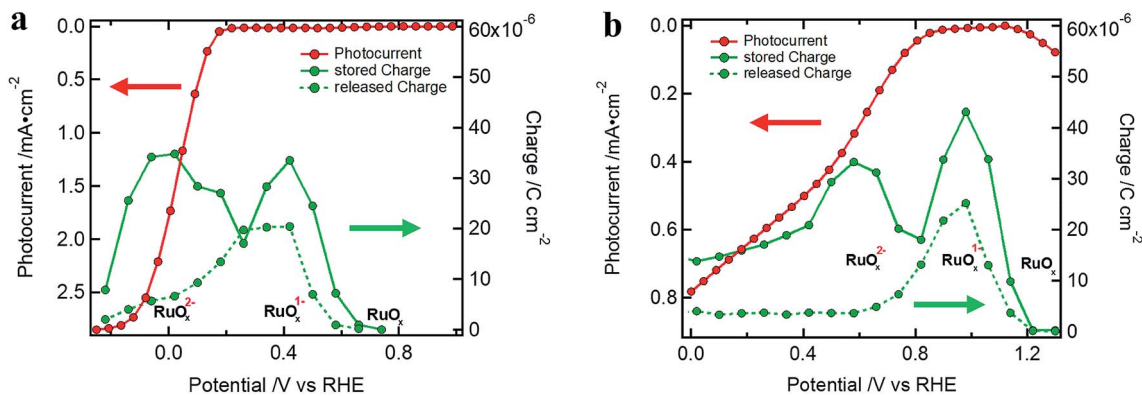 a
0.0
0.5
1.0
1.5
2.0
2.5
Photocurrent /mA•cm-2
60x10-6
50
40
30
20
10
0
Charge /C cm-2
Photocurrent
stored Charge
released Charge
RuOx2-
RuOx1-
RuOx
0.0
0.4
0.8
Potential /V vs RHE
b
0.0
0.2
0.4
0.6
0.8
Photocurrent /mA•cm-2
60x10-6
50
40
30
20
10
0
Charge /C cm-2
Photocurrent
stored Charge
released Charge
RuOx2-
RuOx1-
RuOx
0.0
0.4
0.8
1.2
Potential /V vs RHE